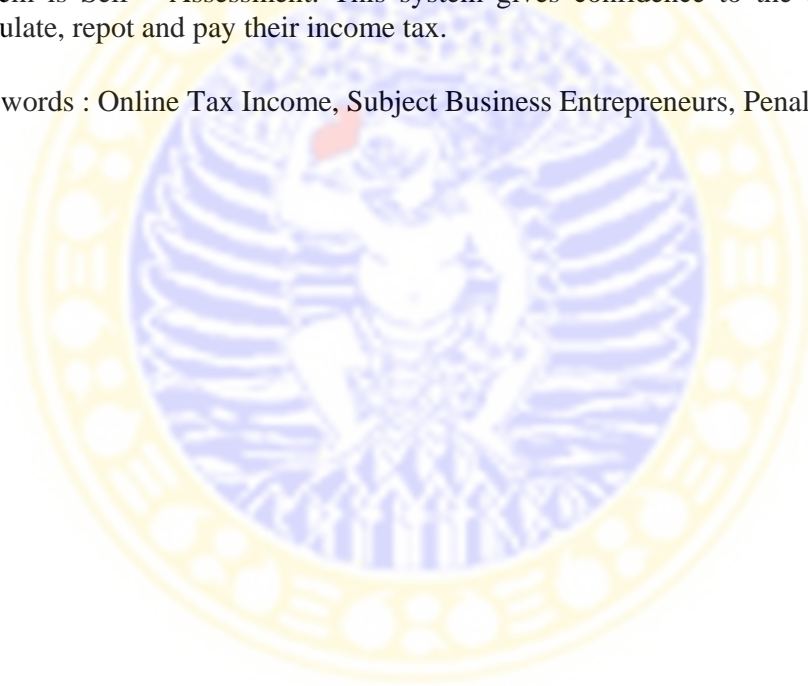 em is Self – Assessment. This system gives confidence to the
ulate, repot and pay their income tax.
words : Online Tax Income, Subject Business Entrepreneurs, Penal